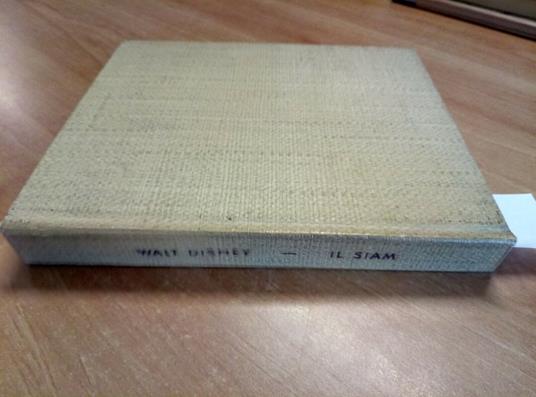 WALT DISNEY — IL SIAM